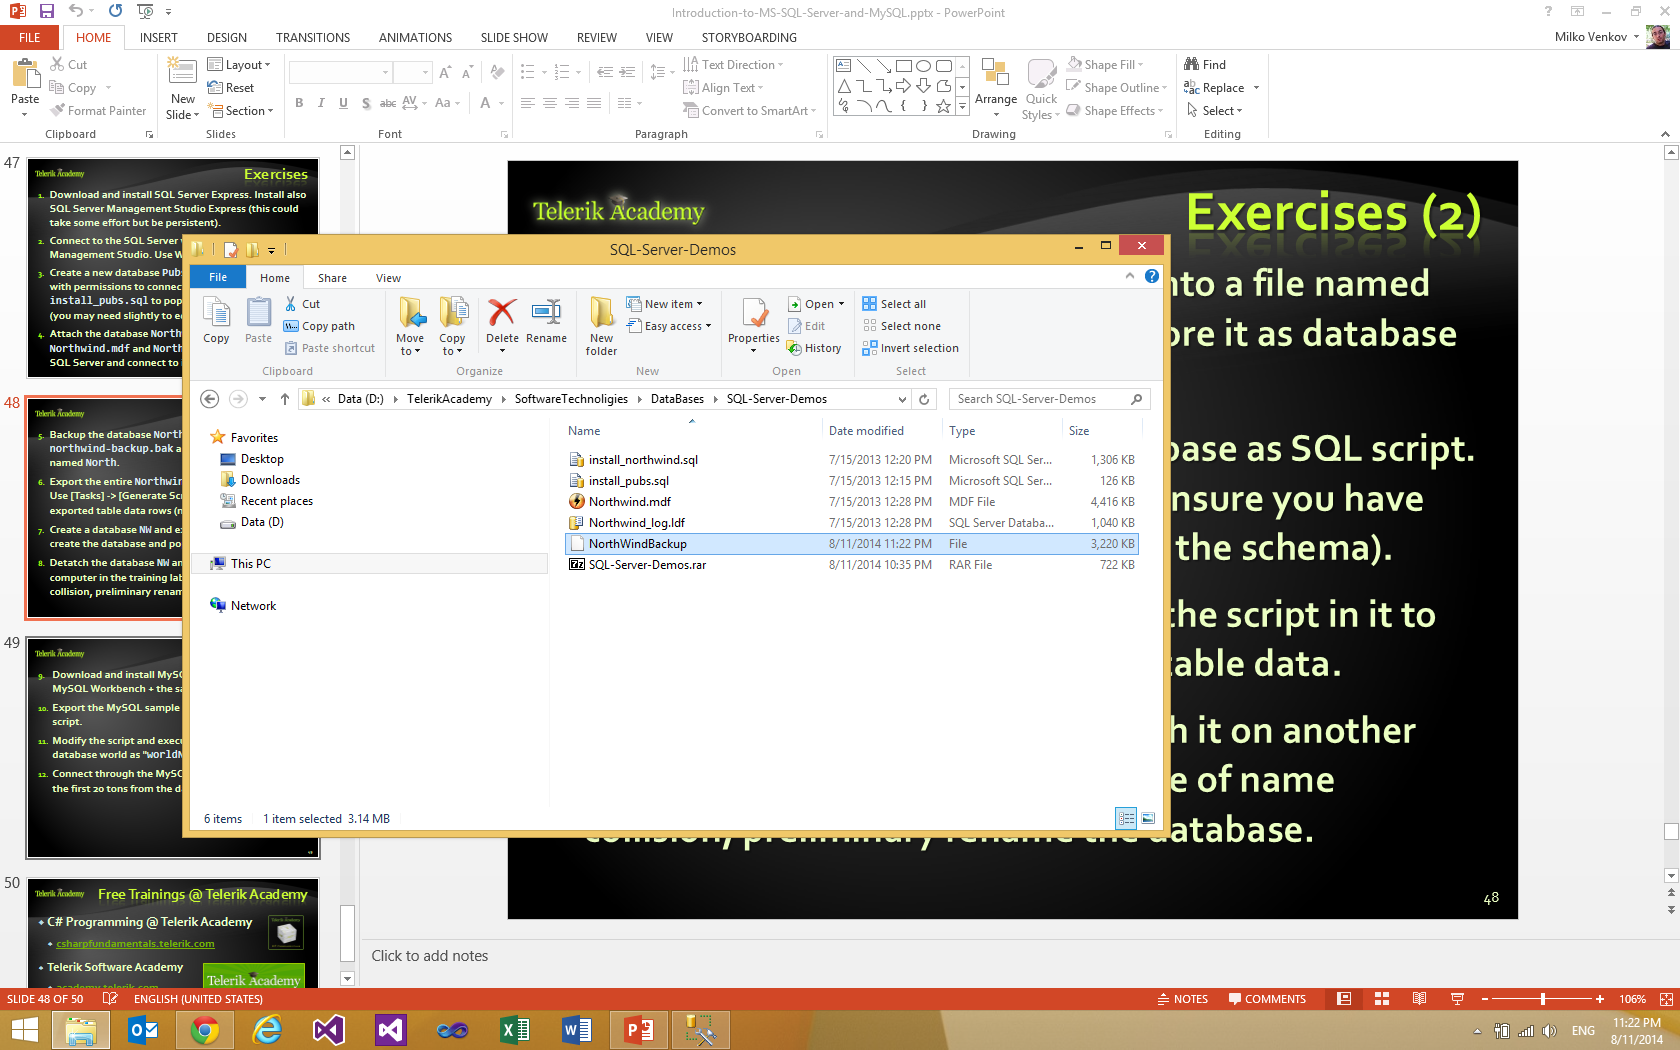 Introduction-to-MS-SQL-Server-and-MySQL.pptx - PowerPoint
FILE HOME INSERT DESIGN TRANSITIONS ANIMATIONS SLIDE SHOW REVIEW VIEW STORYBOARDING
Milko Venkov
Paste
Cut
Copy
Format Painter
Clipboard
New
Slide
Layout
Reset
Section
Slides
B I U S abc AV Aa A
Font
Text Direction
Align Text
Convert to SmartArt
Paragraph
Arrange
Quick
Styles
Shape Fill
Shape Outline
Shape Effects
Drawing
Find
Replace
Select
Editing
47
Telerik Academy
Exercises
1. Download and install SQL Server Express. Install also
SQL Server Management Studio Express (this could
take some effort but be persistent).
2. Connect to the SQL Server
Management Studio. Use W
3. Create a new database Pubs
with permissions to connec
install_pubs.sql to pop
(you may need slightly to e
4. Attach the database North
Northwind.mdf and Nort
SQL Server and connect to
48
Telerik Academy
5. Backup the database North
northwind-backup.bak a
named North.
6. Export the entire Northwi
Use [Tasks] -> [Generate Scr
exported table data rows (n
7. Create a database NW and e
create the database and po
8. Detatch the database NW an
computer in the training lab
collision, preliminary renam
49
Telerik Academy
9. Download and install MySQ
MySQL Workbench + the sa
10. Export the MySQL sample
script.
11. Modify the script and execu
database world as "worldN
12. Connect through the MySQ
the first 20 tons from the d
50
Telerik Academy
Free Trainings @ Telerik Academy
C# Programming @ Telerik Academy
csharpfundamentals.telerik.com
Telerik Software Academy
academy.telerik.com
Telerik Academy
Telerik Academy
Exercises (2)
nto a file named
ore it as database
base as SQL script.
nsure you have
the schema).
the script in it to
table data.
h it on another
e of name
collision, preliminary rename the database.
48
SQL-Server-Demos
File Home Share View
Copy
Paste
Cut
Copy path
Paste shortcut
Clipboard
Move
to
Copy
to
Delete
Rename
Organize
New
folder
New item
Easy access
New
Properties
Open
Edit
History
Open
Select all
Select none
Invert selection
Select
« Data (D:) TelerikAcademy SoftwareTechnoligies DataBases SQL-Server-Demos
Search SQL-Server-Demos
Favorites
Desktop
Downloads
Recent places
Data (D)
This PC
Network
Name Date modified Type Size
install_northwind.sql 7/15/2013 12:20 PM Microsoft SQL Ser... 1,306 KB
install_pubs.sql 7/15/2013 12:15 PM Microsoft SQL Ser... 126 KB
Northwind.mdf 7/15/2013 12:28 PM MDF File 4,416 KB
Northwind_log.ldf 7/15/2013 12:28 PM SQL Server Databa... 1,040 KB
NorthWindBackup 8/11/2014 11:22 PM File 3,220 KB
SQL-Server-Demos.rar 8/11/2014 10:35 PM RAR File 722 KB
6 items 1 item selected 3.14 MB
Click to add notes
SLIDE 48 OF 50 ENGLISH (UNITED STATES)
NOTES COMMENTS 106%
ENG
11:22 PM
8/11/2014